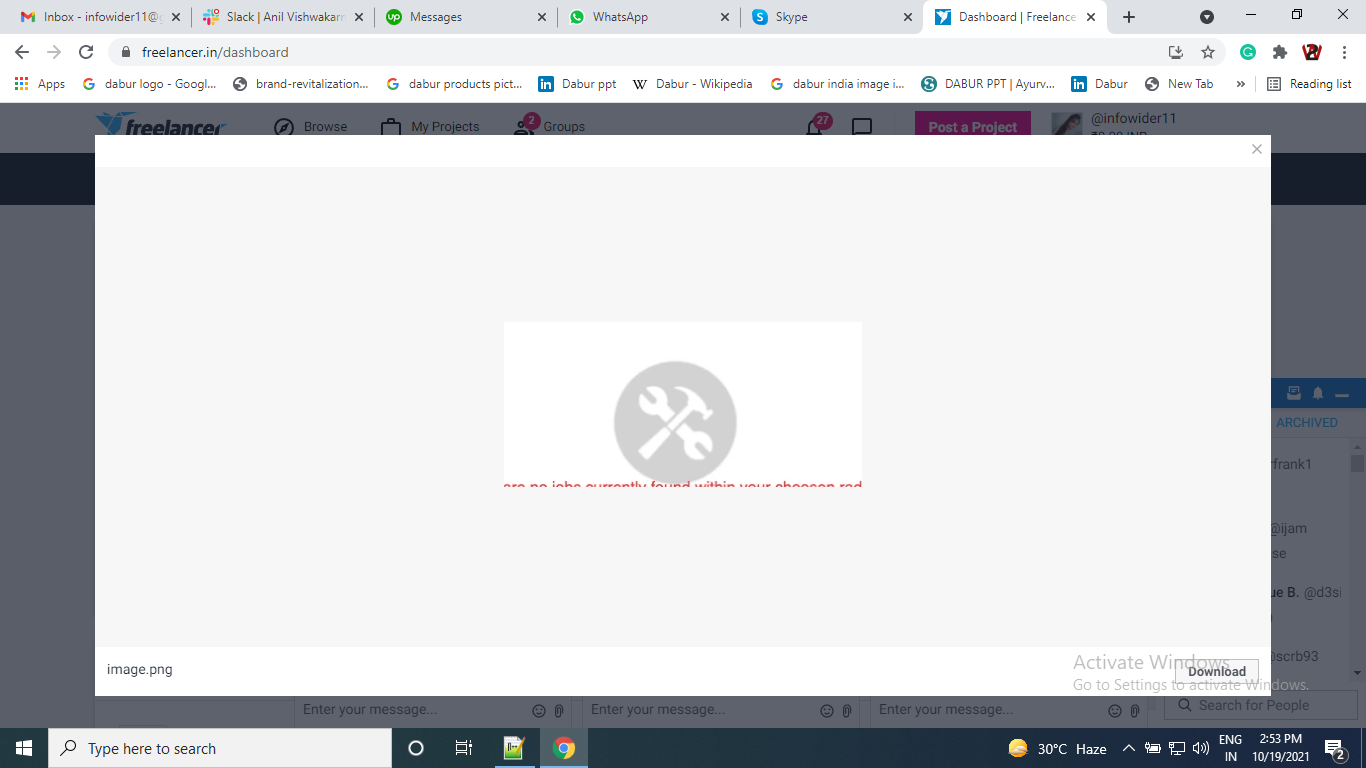 Inbox - infowider11@g
Slack | Anil Vishwakarm
Messages
WhatsApp
Skype
Dashboard | Freelance
freelancer.in/dashboard
Apps
dabur logo - Googl...
brand-revitalization...
dabur products pict...
Dabur ppt
Dabur - Wikipedia
dabur india image i...
DABUR PPT | Ayurv...
Dabur
New Tab
Reading list
freelancer
Browse
My Projects
2
Groups
27
Post a Project
@infowider11
are no jobs currently found within your choosen rad
ARCHIVED
rfrank1
@ijam
se
ue B. @d3si
@scrb93
image.png
Activate Windows
Download
Go to Settings to activate Windows.
Enter your message...
Enter your message...
Enter your message...
Search for People
Type here to search
30°C Haze
ENG
IN
2:53 PM
10/19/2021
2